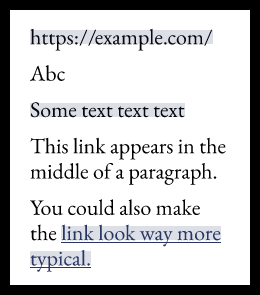 https://example.com/
Abc
Some text text text
This link appears in the
middle of a paragraph.
You could also make
the link look way more
typical.